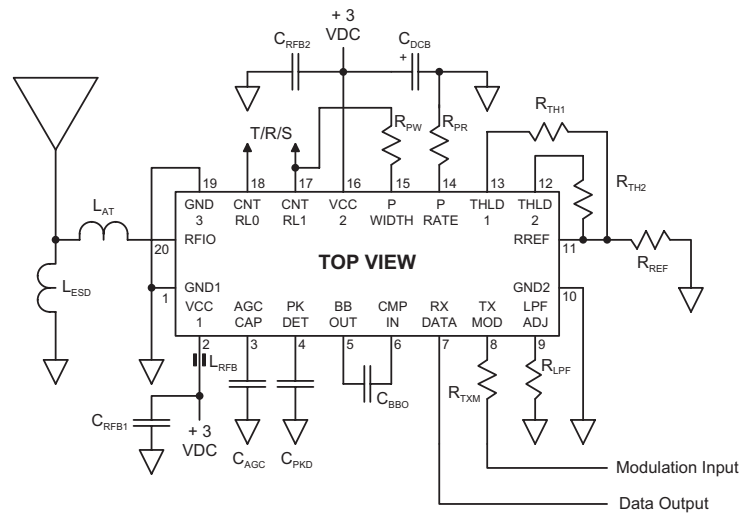 + 3
VDC
C_RFB2
C_DCB
+
T/R/S
R_PW
R_PR
R_TH1
R_TH2
19
18
17
16
15
14
13
12
GND
3
CNT
RL0
CNT
RL1
VCC
2
P
WIDTH
P
RATE
THLD
1
THLD
2
L_AT
20
RFIO
RREF
11
TOP VIEW
R_REF
L_ESD
1
GND1
GND2
10
VCC
1
AGC
CAP
PK
DET
BB
OUT
CMP
IN
RX
DATA
TX
MOD
LPF
ADJ
2
3
4
5
6
7
8
9
L_RFB
R_TXM
R_LPF
C_BBO
C_RFB1
+ 3
VDC
C_AGC
C_PKD
Modulation Input
Data Output